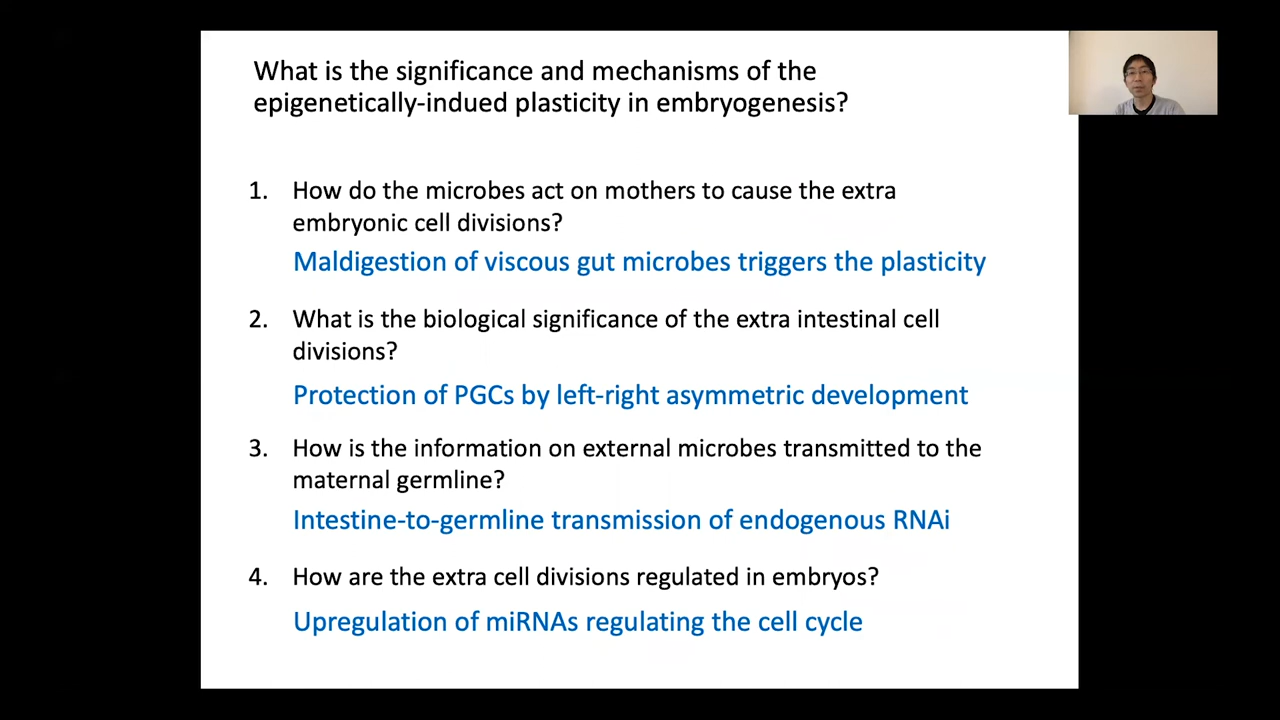 What is the significance and mechanisms of the
epigenetically-indued plasticity in embryogenesis?
1. How do the microbes act on mothers to cause the extra
embryonic cell divisions?
Maldigestion of viscous gut microbes triggers the plasticity
2. What is the biological significance of the extra intestinal cell
divisions?
Protection of PGCs by left-right asymmetric development
3. How is the information on external microbes transmitted to the
maternal germline?
Intestine-to-germline transmission of endogenous RNAi
4. How are the extra cell divisions regulated in embryos?
Upregulation of miRNAs regulating the cell cycle